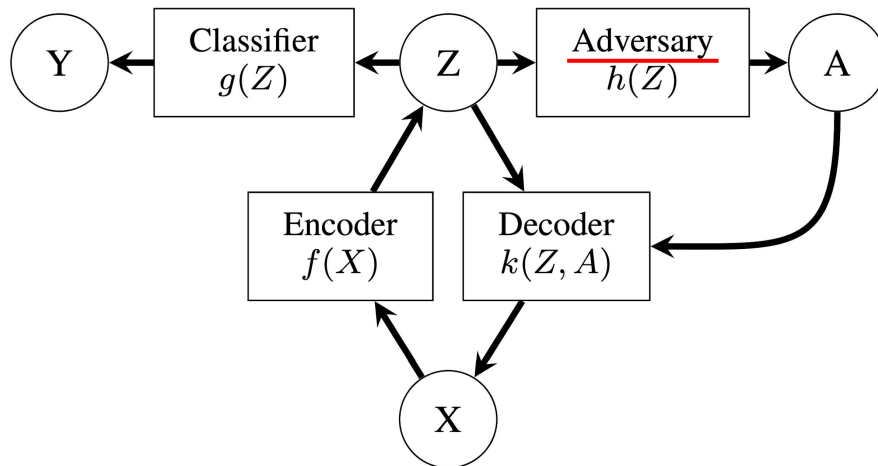 Y
Classifier
g(Z)
Z
Adversary
h(Z)
A
Encoder
f(X)
Decoder
k(Z, A)
X